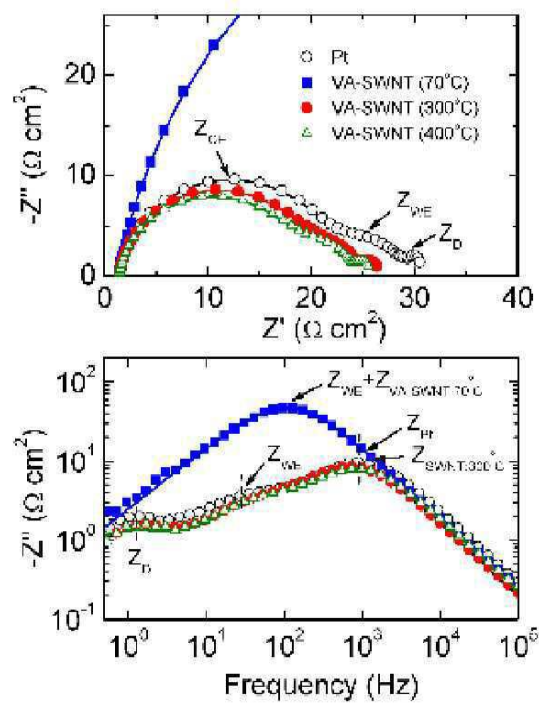 20
10
0
-Z" (Ω cm²)
Pt
VA-SWNT (70°C)
VA-SWNT (300°C)
VA-SWNT (400°C)
Z_CE
Z_WE
Z_D
0 10 20 30 40
Z' (Ω cm²)
10²
10¹
10⁰
10⁻¹
-Z" (Ω cm²)
Z_WE+Z_VA-SWNT-70°C
Z_Pt
Z_SWNT-300°C
Z_WE
Z_D
10⁰ 10¹ 10² 10³ 10⁴ 10⁵
Frequency (Hz)